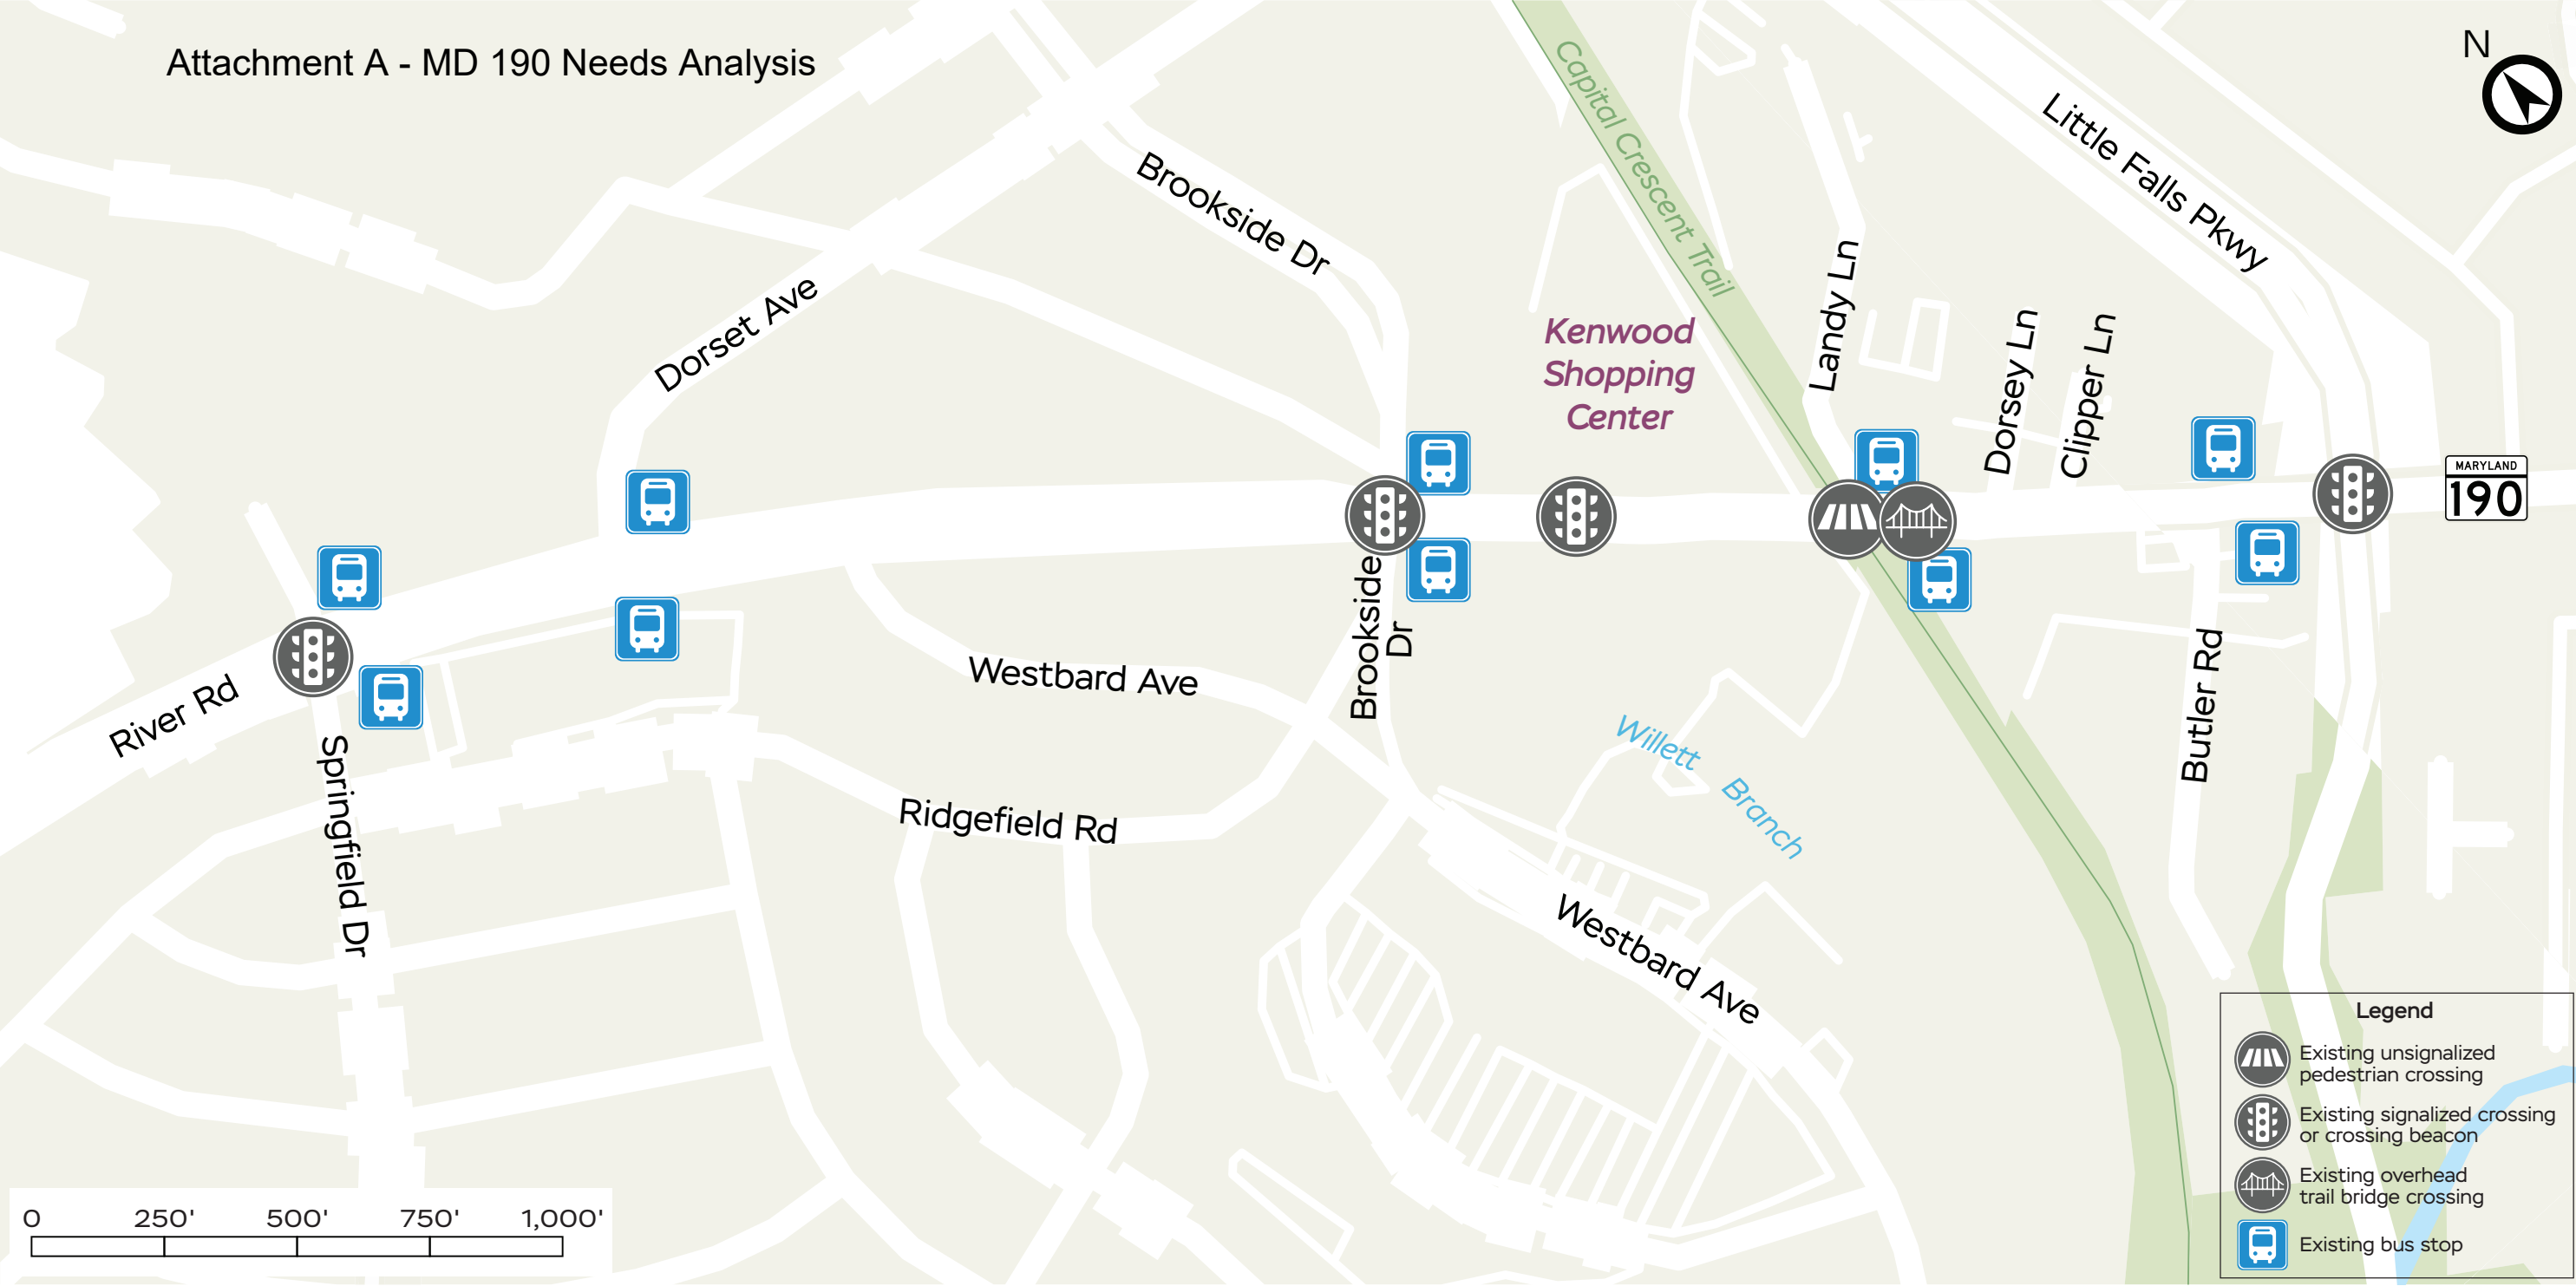 Attachment A - MD 190 Needs Analysis
N
Capital Crescent Trail
Little Falls Pkwy
Brookside Dr
Dorset Ave
Landy Ln
Dorsey Ln
Clipper Ln
Kenwood
Shopping
Center
MARYLAND
190
River Rd
Springfield Dr
Westbard Ave
Brookside
Dr
Ridgefield Rd
Willett Branch
Butler Rd
Westbard Ave
0 250' 500' 750' 1,000'
Legend
Existing unsignalized
pedestrian crossing
Existing signalized crossing
or crossing beacon
Existing overhead
trail bridge crossing
Existing bus stop